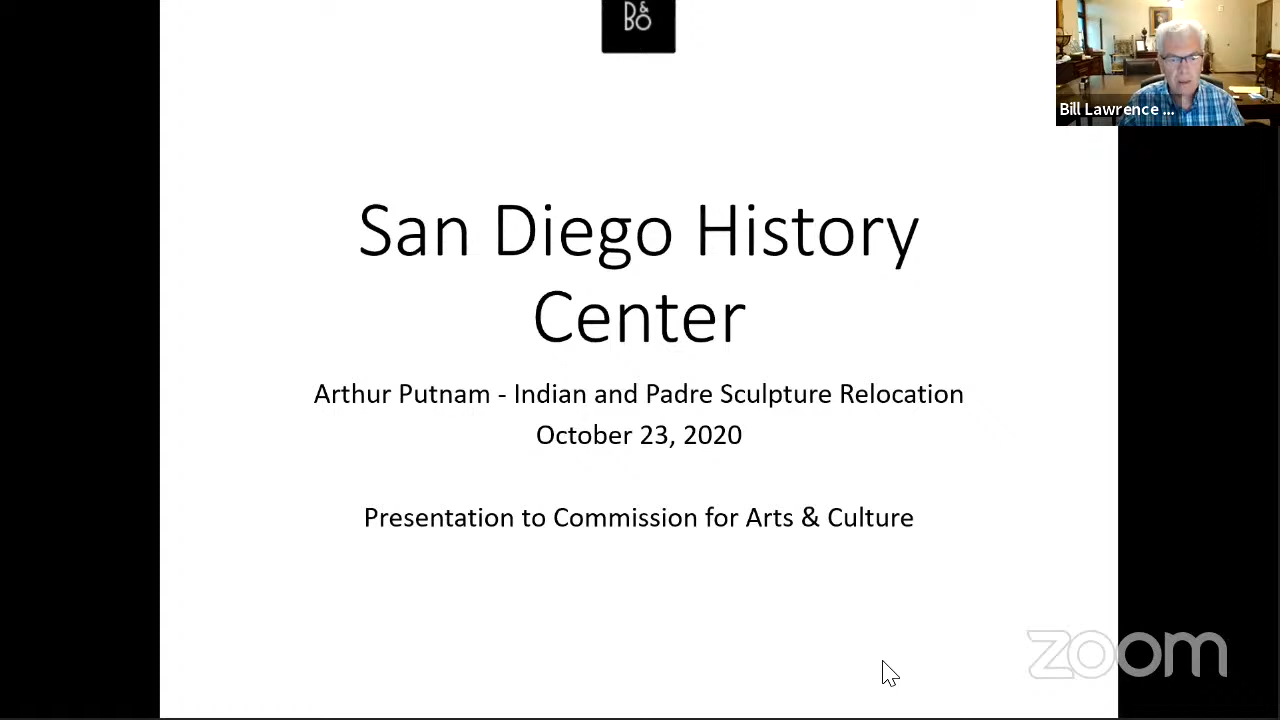 B&O
Bill Lawrence ...
San Diego History
Center
Arthur Putnam - Indian and Padre Sculpture Relocation
October 23, 2020
Presentation to Commission for Arts & Culture
zoom